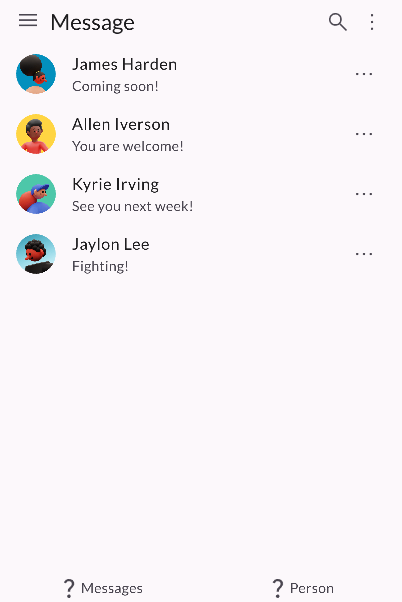 Message
James Harden
Coming soon!
Allen Iverson
You are welcome!
Kyrie Irving
See you next week!
Jaylon Lee
Fighting!
? Messages
? Person